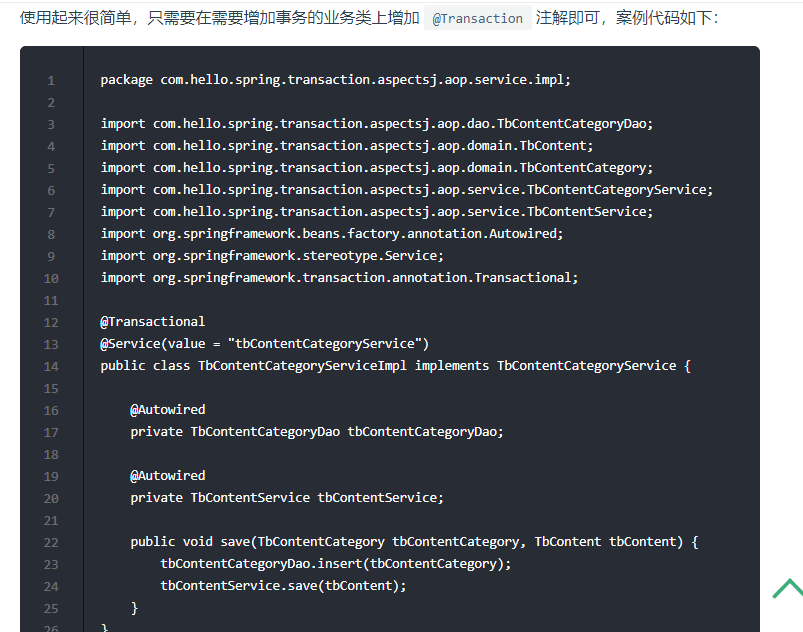 使用起来很简单，只需要在需要增加事务的业务类上增加 @Transaction 注解即可，案例代码如下：
1 package com.hello.spring.transaction.aspectsj.aop.service.impl;
2
3 import com.hello.spring.transaction.aspectsj.aop.dao.TbContentCategoryDao;
4 import com.hello.spring.transaction.aspectsj.aop.domain.TbContent;
5 import com.hello.spring.transaction.aspectsj.aop.domain.TbContentCategory;
6 import com.hello.spring.transaction.aspectsj.aop.service.TbContentCategoryService;
7 import com.hello.spring.transaction.aspectsj.aop.service.TbContentService;
8 import org.springframework.beans.factory.annotation.Autowired;
9 import org.springframework.stereotype.Service;
10 import org.springframework.transaction.annotation.Transactional;
11
12 @Transactional
13 @Service(value = "tbContentCategoryService")
14 public class TbContentCategoryServiceImpl implements TbContentCategoryService {
15
16     @Autowired
17     private TbContentCategoryDao tbContentCategoryDao;
18
19     @Autowired
20     private TbContentService tbContentService;
21
22     public void save(TbContentCategory tbContentCategory, TbContent tbContent) {
23         tbContentCategoryDao.insert(tbContentCategory);
24         tbContentService.save(tbContent);
25     }
26 }